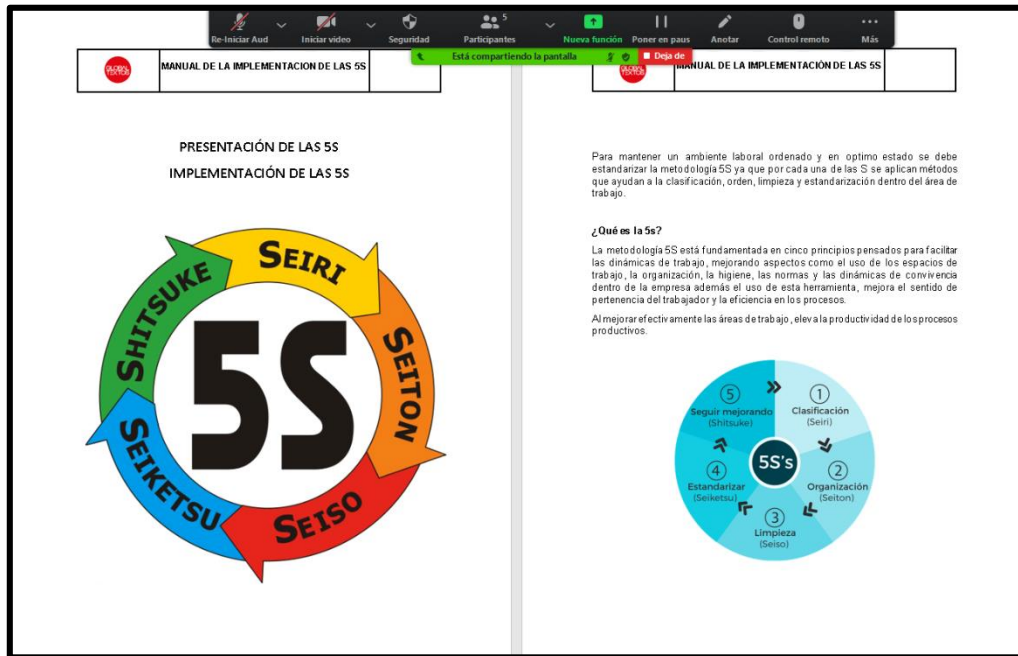 Re-Iniciar Aud
Iniciar video
Seguridad
5
Participantes
Nueva función
Poner en paus
Anotar
Control remoto
Más
Está compartiendo la pantalla
Deja de
GLOBAL
TEXTOS
MANUAL DE LA IMPLEMENTACION DE LAS 5S
PRESENTACIÓN DE LAS 5S
IMPLEMENTACIÓN DE LAS 5S
SEIRI
SEITON
SEISO
SEIKETSU
SHITSUKE
5S
MANUAL DE LA IMPLEMENTACIÓN DE LAS 5S
Para mantener un ambiente laboral ordenado y en optimo estado se debe
estandarizar la metodología 5S ya que por cada una de las S se aplican métodos
que ayudan a la clasificación, orden, limpieza y estandarización dentro del área de
trabajo.
¿Qué es la 5s?
La metodología 5S está fundamentada en cinco principios pensados para facilitar
las dinámicas de trabajo, mejorando aspectos como el uso de los espacios de
trabajo, la organización, la higiene, las normas y las dinámicas de convivencia
dentro de la empresa además el uso de esta herramienta, mejora el sentido de
pertenencia del trabajador y la eficiencia en los procesos.
Al mejorar efectivamente las áreas de trabajo, eleva la productividad de los procesos
productivos.
1
Clasificación
(Seiri)
2
Organización
(Seiton)
3
Limpieza
(Seiso)
4
Estandarizar
(Seiketsu)
5
Seguir mejorando
(Shitsuke)
5S's